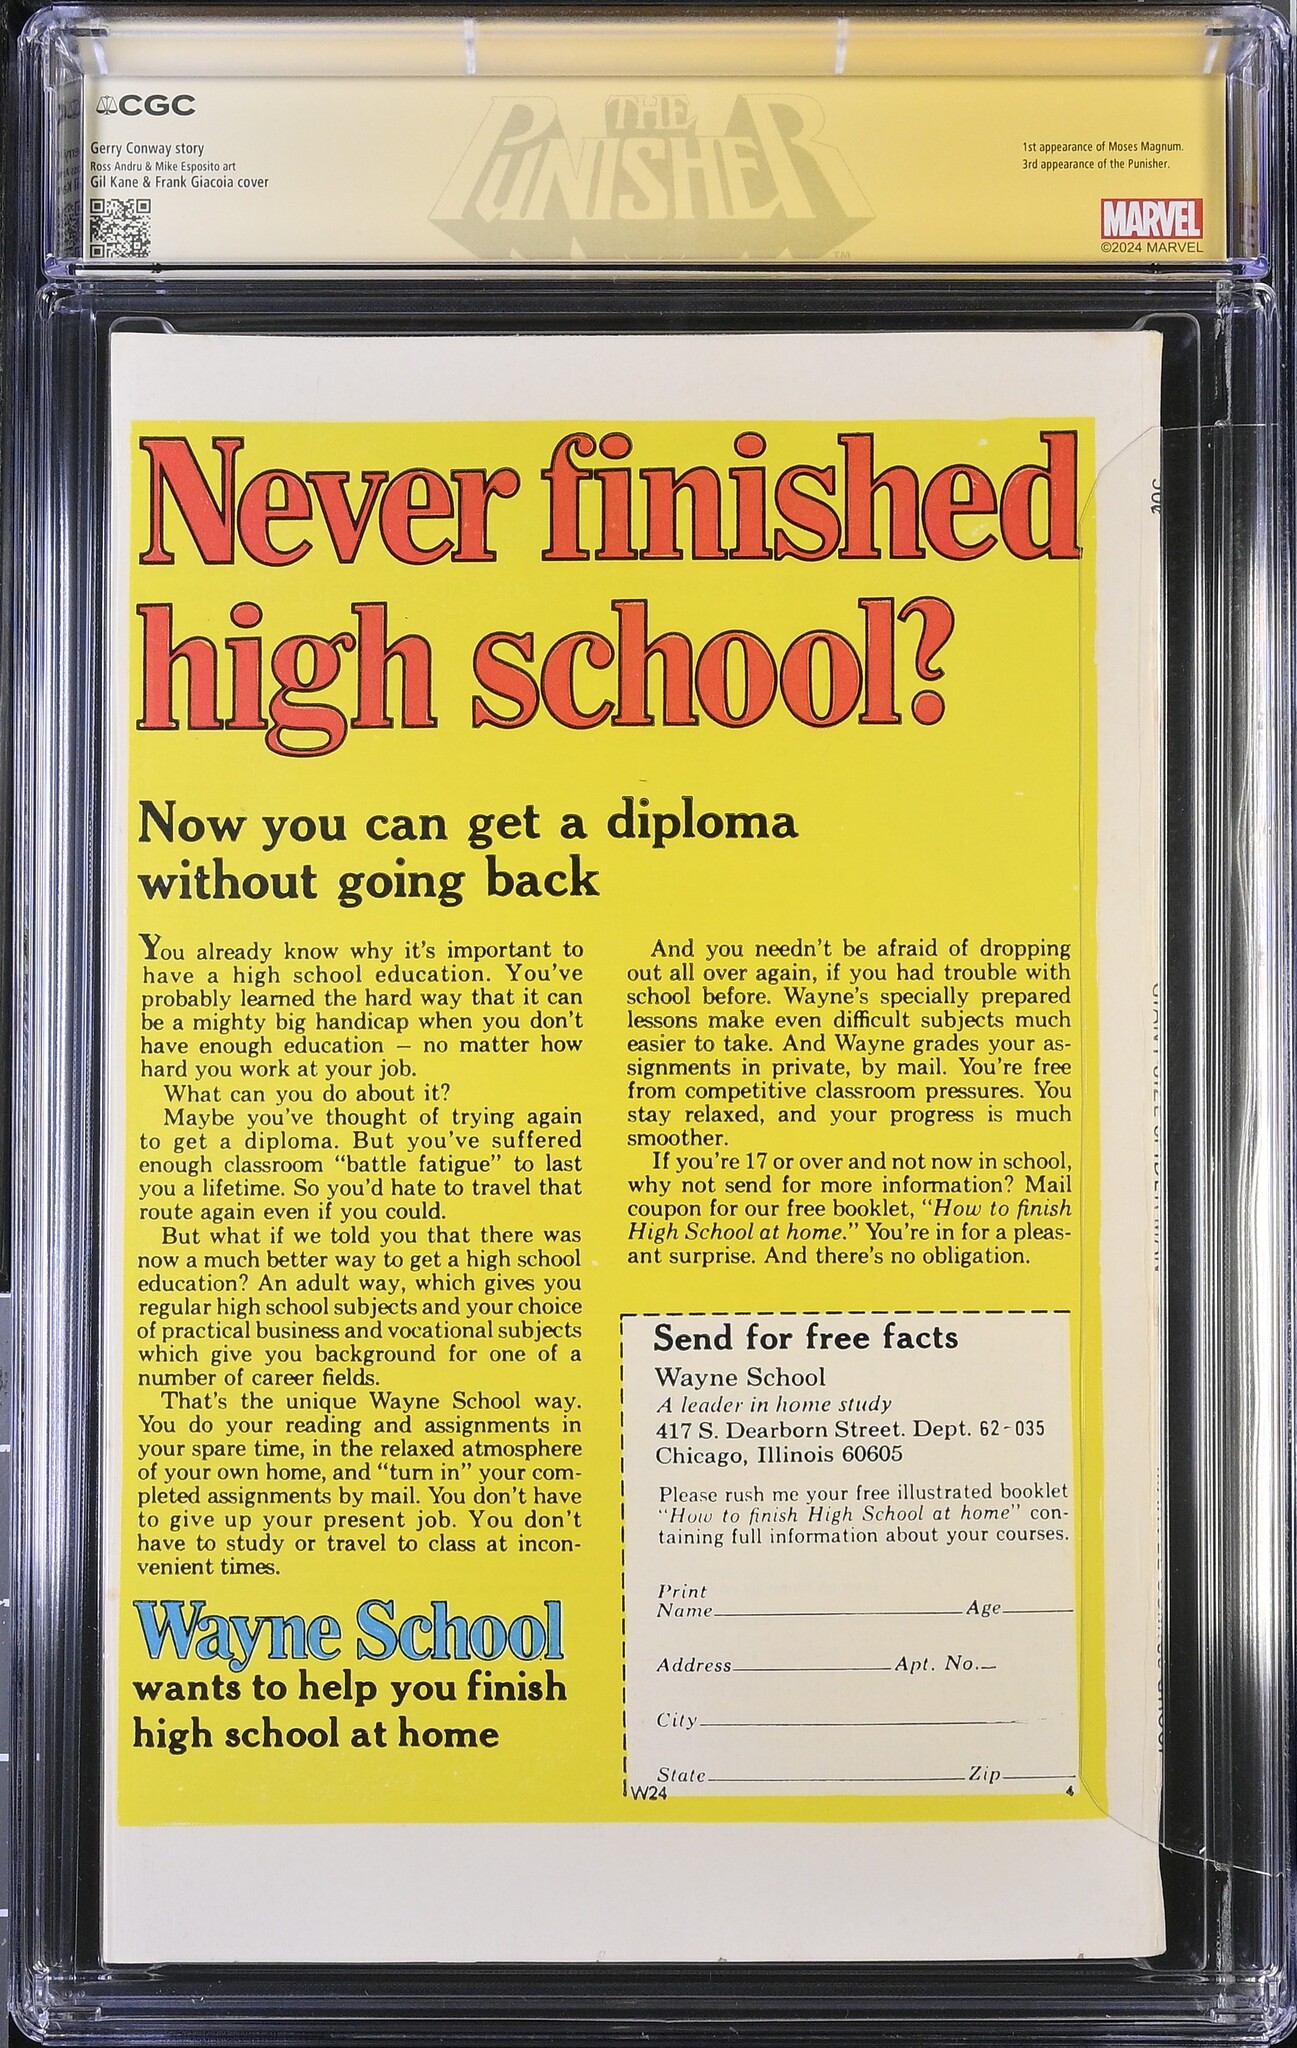 CGC
Gerry Conway story
Ross Andru & Mike Esposito art
Gil Kane & Frank Giacoia cover
THE
PUNISHER
TM
1st appearance of Moses Magnum.
3rd appearance of the Punisher.
MARVEL
©2024 MARVEL
Never finished
high school?
Now you can get a diploma
without going back
You already know why it's important to
have a high school education. You've
probably learned the hard way that it can
be a mighty big handicap when you don't
have enough education — no matter how
hard you work at your job.
What can you do about it?
Maybe you've thought of trying again
to get a diploma. But you've suffered
enough classroom "battle fatigue" to last
you a lifetime. So you'd hate to travel that
route again even if you could.
But what if we told you that there was
now a much better way to get a high school
education? An adult way, which gives you
regular high school subjects and your choice
of practical business and vocational subjects
which give you background for one of a
number of career fields.
That's the unique Wayne School way.
You do your reading and assignments in
your spare time, in the relaxed atmosphere
of your own home, and "turn in" your com-
pleted assignments by mail. You don't have
to give up your present job. You don't
have to study or travel to class at incon-
venient times.
Wayne School
wants to help you finish
high school at home
And you needn't be afraid of dropping
out all over again, if you had trouble with
school before. Wayne's specially prepared
lessons make even difficult subjects much
easier to take. And Wayne grades your as-
signments in private, by mail. You're free
from competitive classroom pressures. You
stay relaxed, and your progress is much
smoother.
If you're 17 or over and not now in school,
why not send for more information? Mail
coupon for our free booklet, "How to finish
High School at home." You're in for a pleas-
ant surprise. And there's no obligation.
Send for free facts
Wayne School
A leader in home study
417 S. Dearborn Street. Dept. 62-035
Chicago, Illinois 60605
Please rush me your free illustrated booklet
"How to finish High School at home" con-
taining full information about your courses.
Print
Name Age
Address Apt. No.
City
State Zip
W24 4